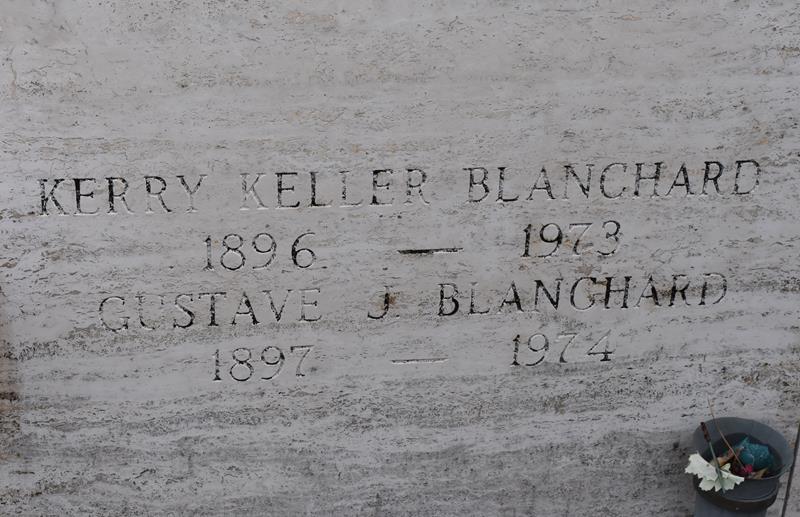 KERRY KELLER BLANCHARD
1896 — 1973
GUSTAVE J. BLANCHARD
1897 — 1974